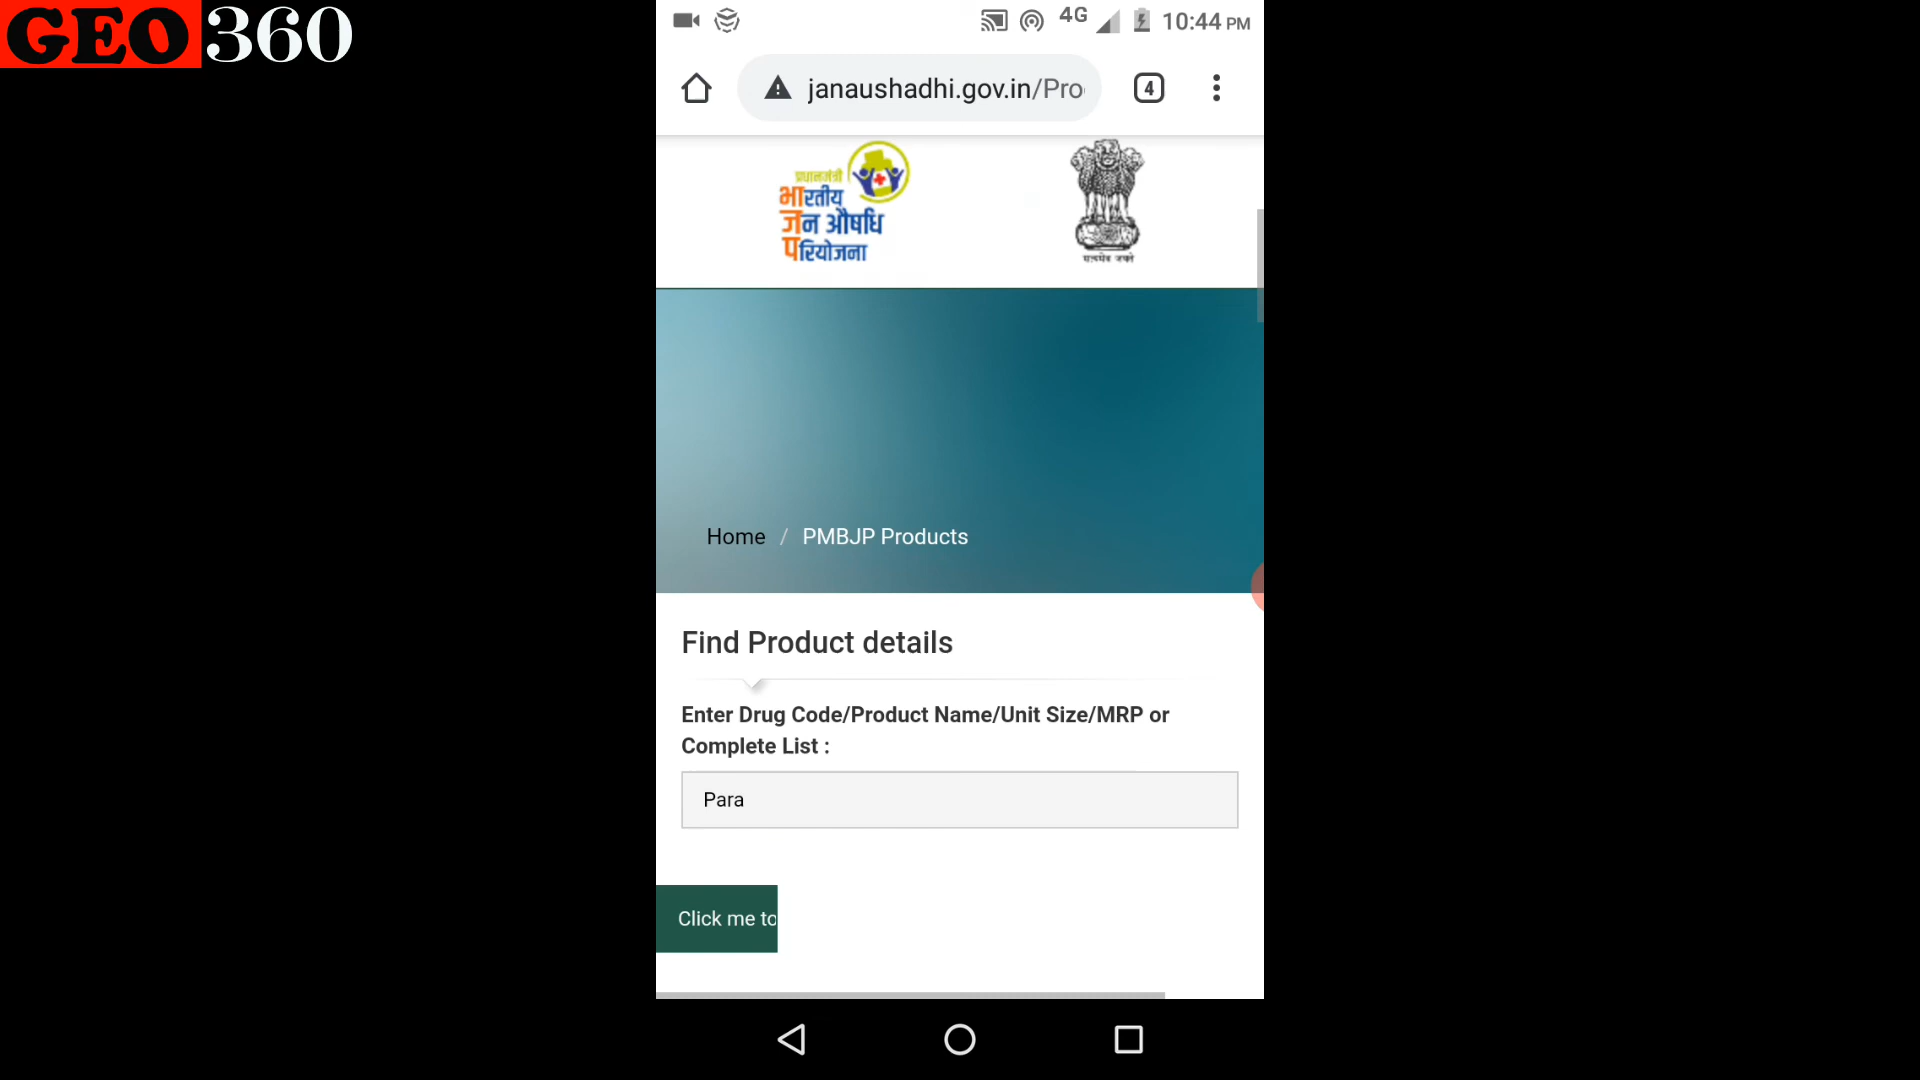 GEO360
4G 10:44 PM
janaushadhi.gov.in/Pro
4
प्रधानमंत्री
भारतीय
जन औषधि
परियोजना
सत्यमेव जयते
Home / PMBJP Products
Find Product details
Enter Drug Code/Product Name/Unit Size/MRP or
Complete List :
Para
Click me to